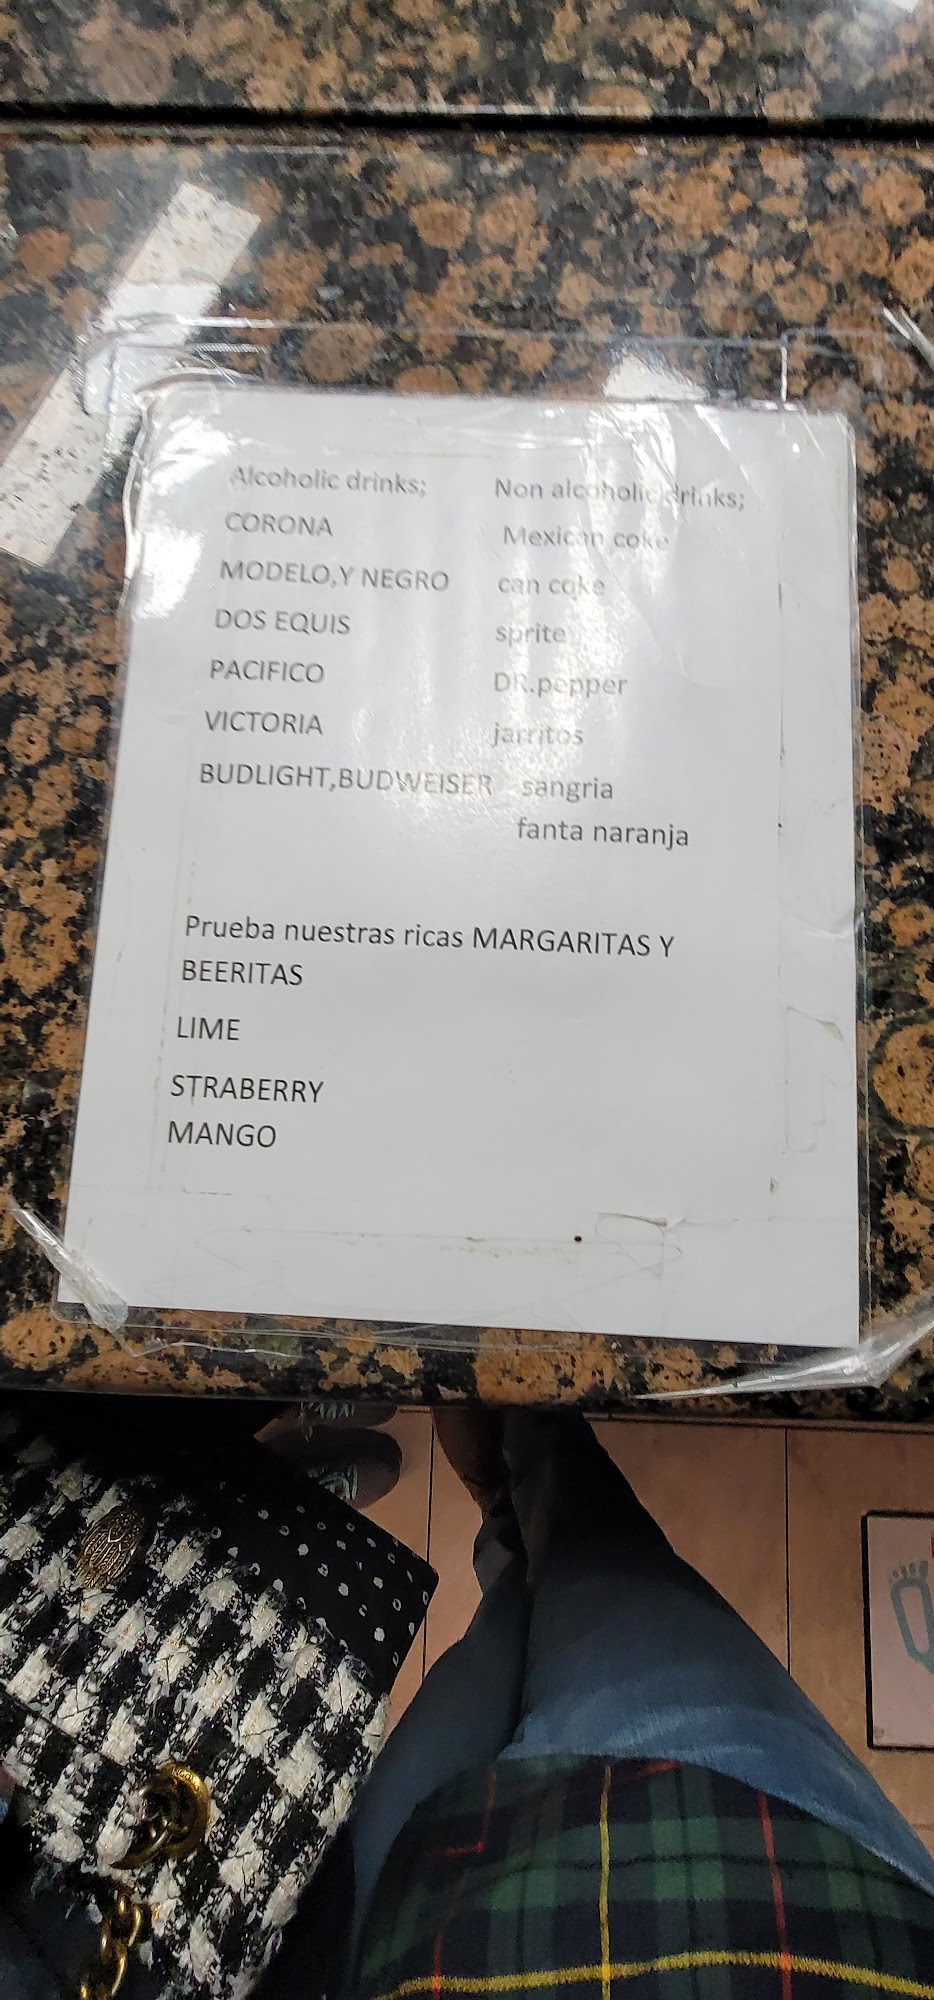 Alcoholic drinks; Non alcoholic drinks;
CORONA Mexican coke
MODELO,Y NEGRO can coke
DOS EQUIS sprite
PACIFICO DR.pepper
VICTORIA jarritos
BUDLIGHT,BUDWEISER sangria
fanta naranja
Prueba nuestras ricas MARGARITAS Y
BEERITAS
LIME
STRABERRY
MANGO